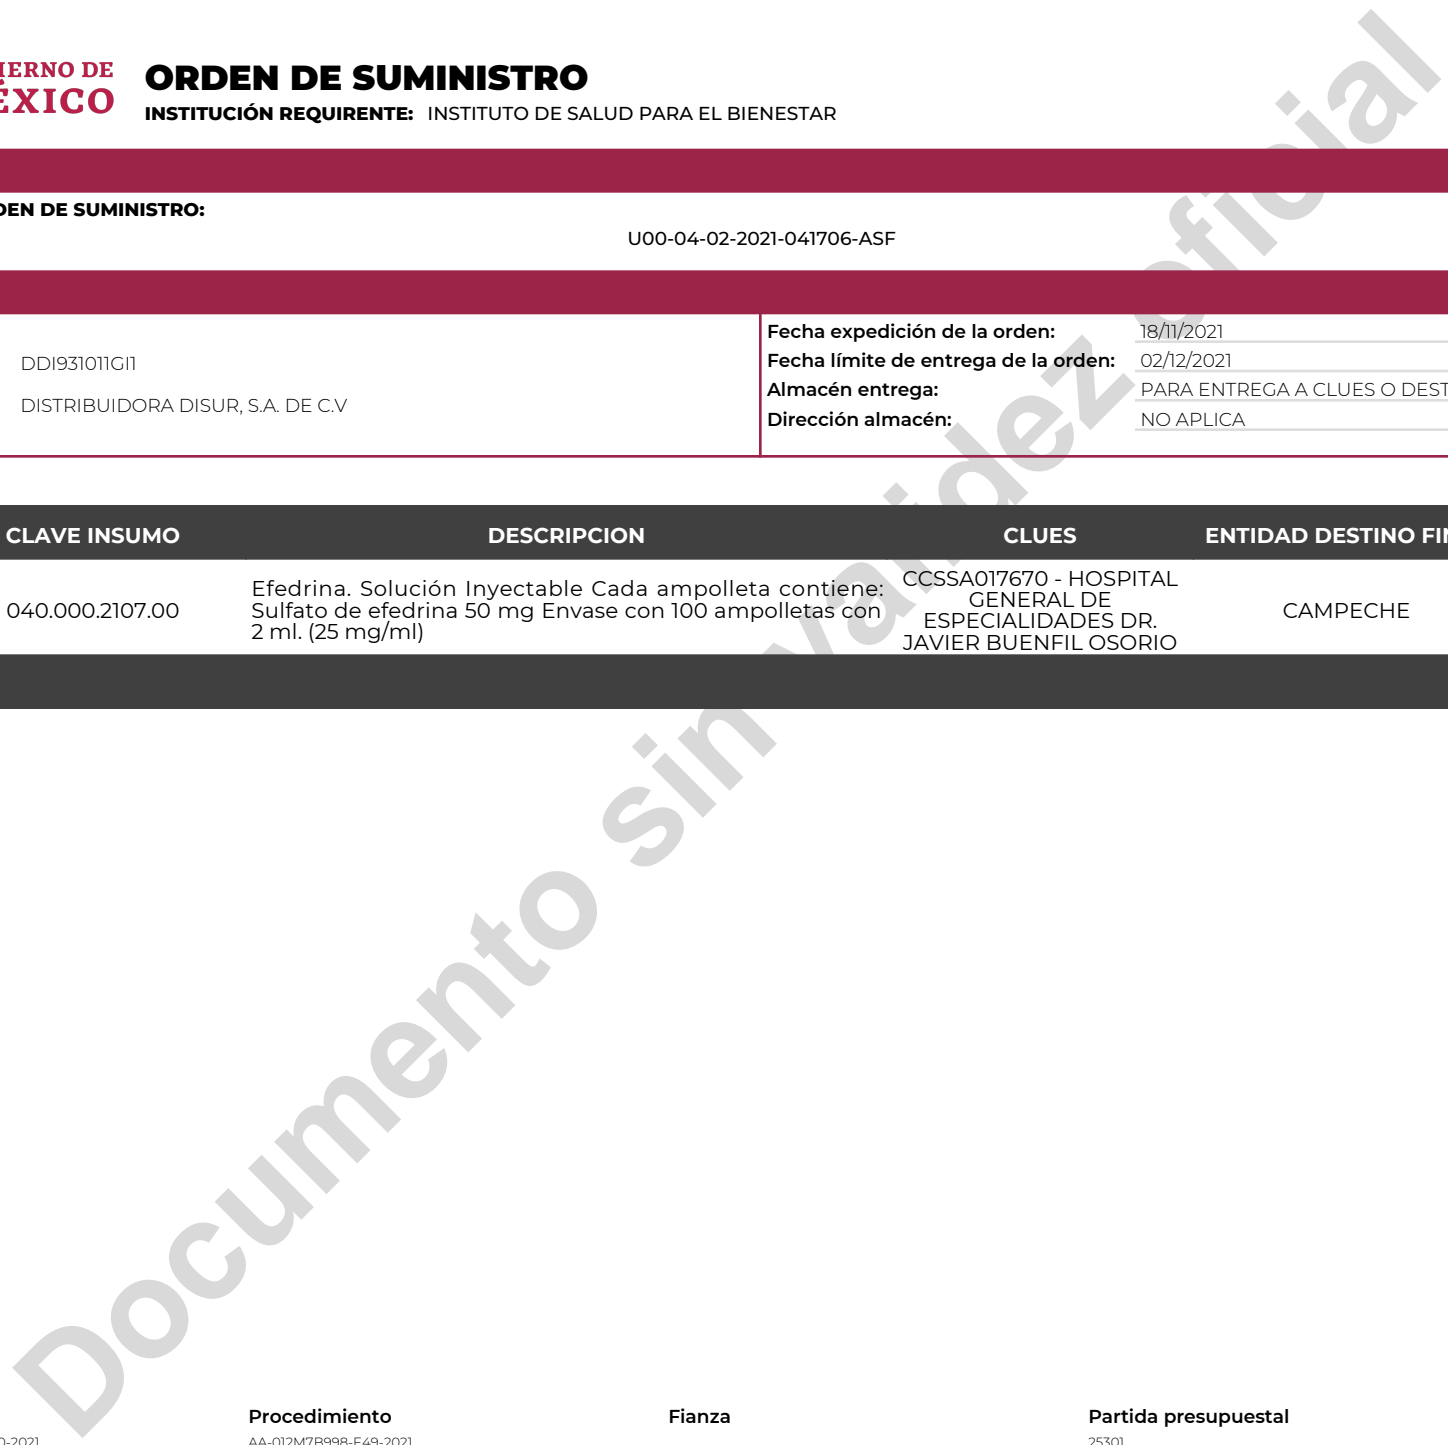 IERNO DE
ÉXICO
ORDEN DE SUMINISTRO
INSTITUCIÓN REQUIRENTE: INSTITUTO DE SALUD PARA EL BIENESTAR
DEN DE SUMINISTRO:
U00-04-02-2021-041706-ASF
DDI931011GI1
DISTRIBUIDORA DISUR, S.A. DE C.V
Fecha expedición de la orden: 18/11/2021
Fecha límite de entrega de la orden: 02/12/2021
Almacén entrega: PARA ENTREGA A CLUES O DEST
Dirección almacén: NO APLICA
CLAVE INSUMO DESCRIPCION CLUES ENTIDAD DESTINO FIN
040.000.2107.00
Efedrina. Solución Inyectable Cada ampolleta contiene:
Sulfato de efedrina 50 mg Envase con 100 ampolletas con
2 ml. (25 mg/ml)
CCSSA017670 - HOSPITAL
GENERAL DE
ESPECIALIDADES DR.
JAVIER BUENFIL OSORIO
CAMPECHE
Documento sin validez oficial
Procedimiento Fianza Partida presupuestal
0-2021 AA-012M7B998-E49-2021 25301